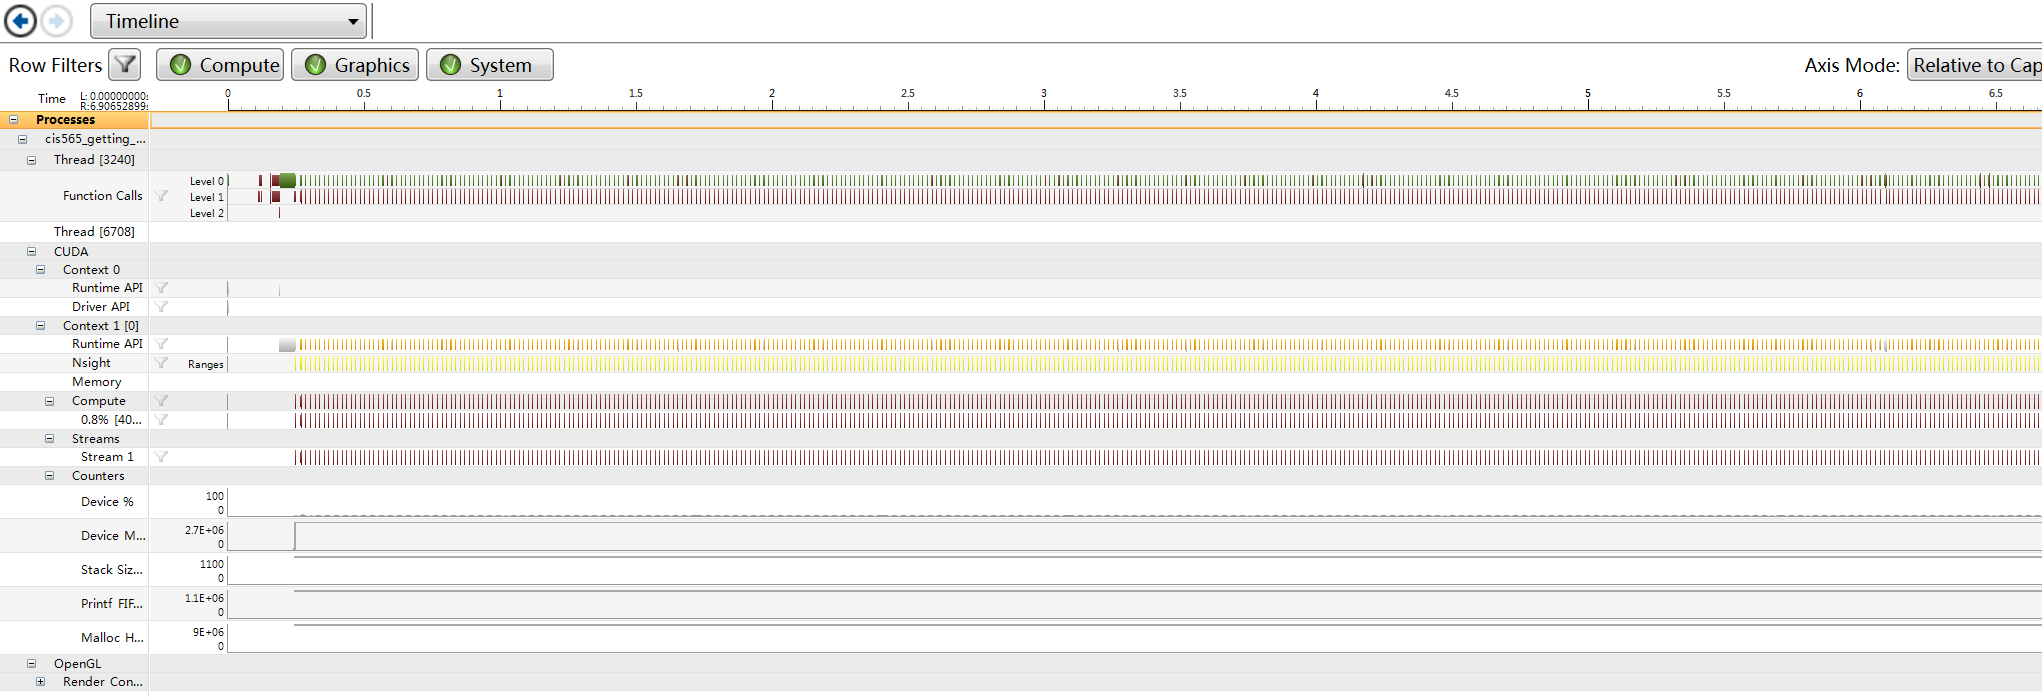 Timeline
Row Filters Compute Graphics System Axis Mode: Relative to Cap
Time L: 0.00000000s
R:6.90652899s
0 0.5 1 1.5 2 2.5 3 3.5 4 4.5 5 5.5 6 6.5
Processes
cis565_getting_...
Thread [3240]
Function Calls
Level 0
Level 1
Level 2
Thread [6708]
CUDA
Context 0
Runtime API
Driver API
Context 1 [0]
Runtime API
Nsight Ranges
Memory
Compute
0.8% [40...
Streams
Stream 1
Counters
Device % 100
0
Device M... 2.7E+06
0
Stack Siz... 1100
0
Printf FIF... 1.1E+06
0
Malloc H... 9E+06
0
OpenGL
Render Con...